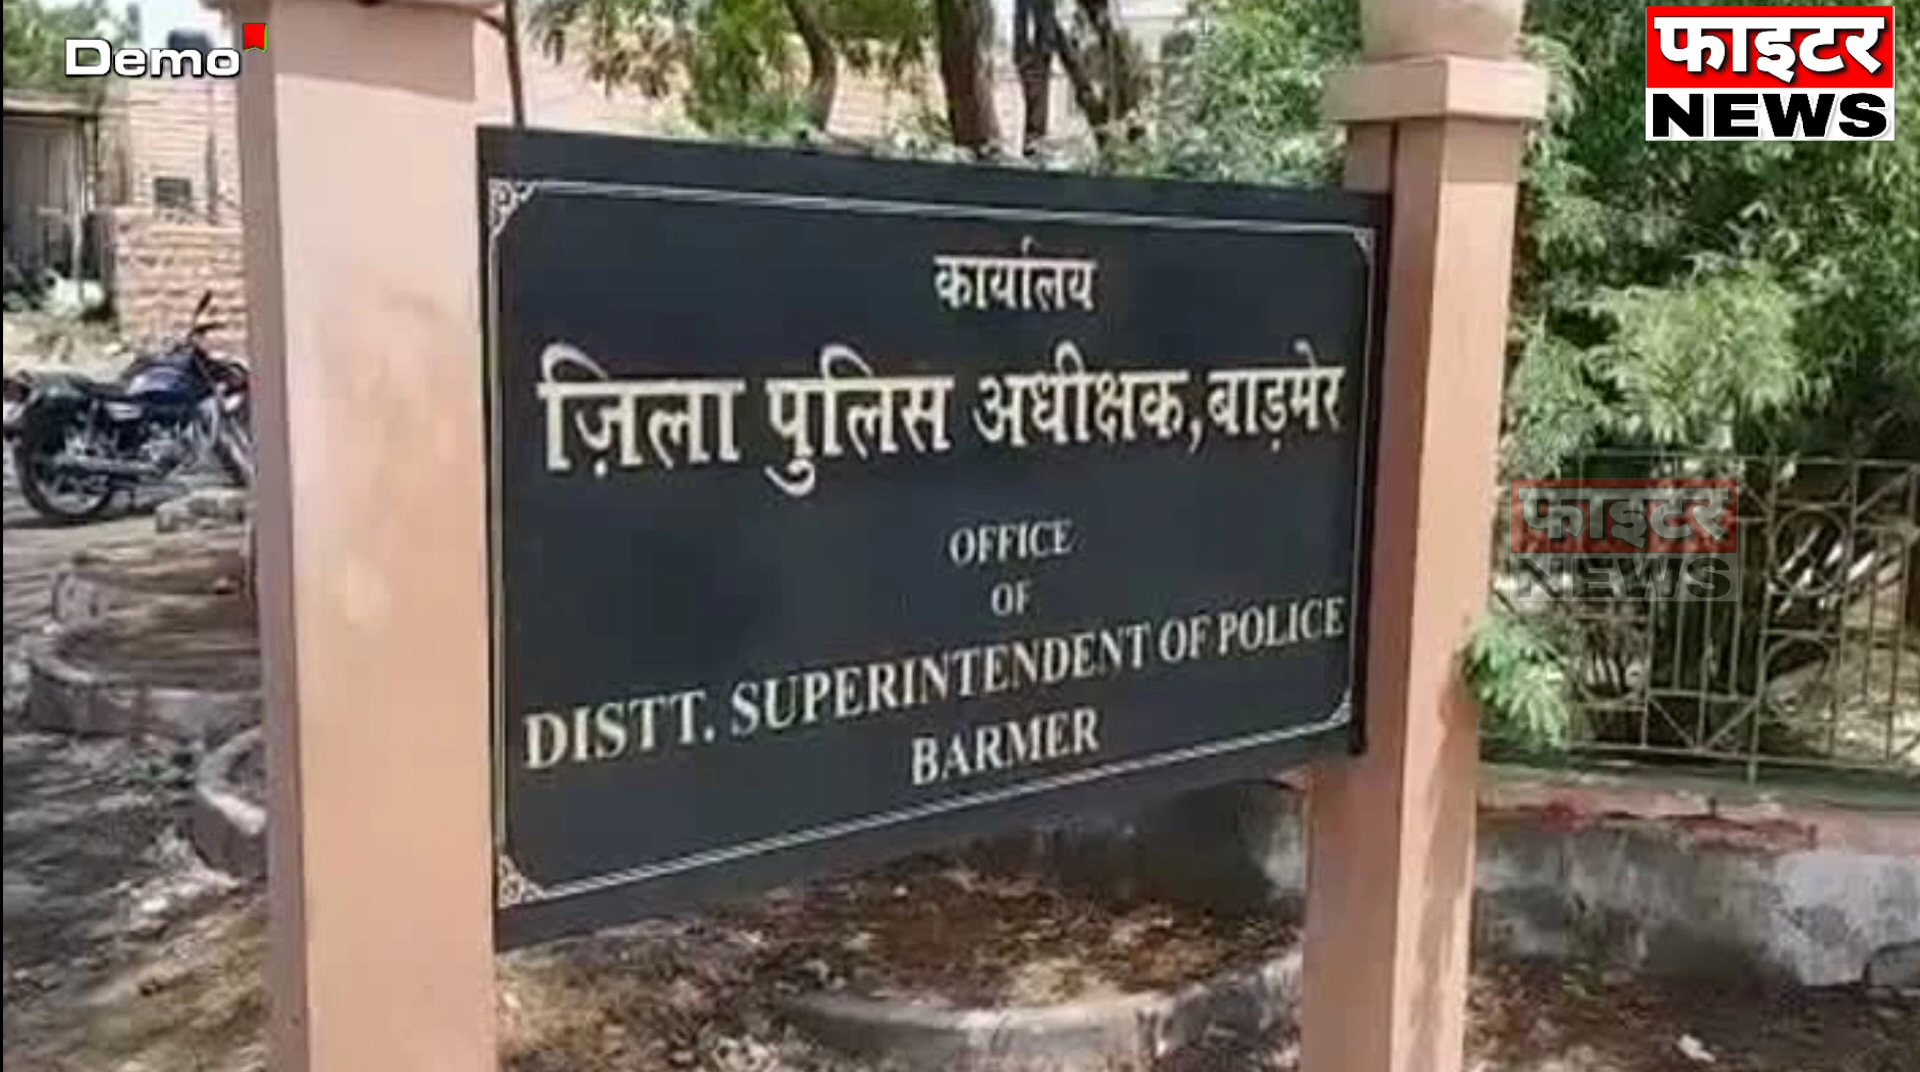 Demo
फाइटर
NEWS
कार्यालय
ज़िला पुलिस अधीक्षक,बाड़मेर
OFFICE
OF
DISTT. SUPERINTENDENT OF POLICE
BARMER
फाइटर
NEWS